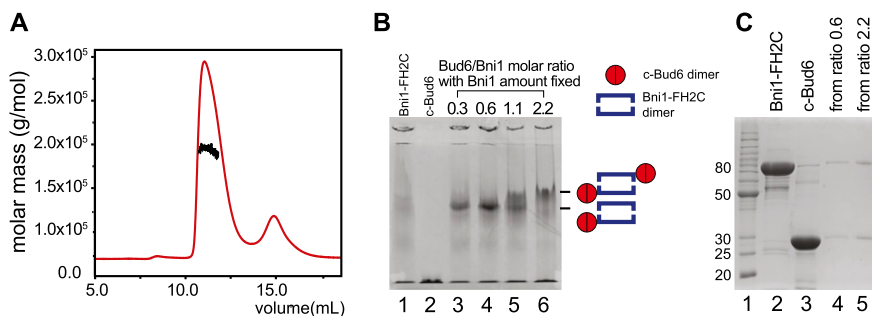 A
molar mass (g/mol)
3.0x10⁵
2.5x10⁵
2.0x10⁵
1.5x10⁵
1.0x10⁵
0.0
5.0 10.0 15.0
volume(mL)
B
Bni1-FH2C
c-Bud6
Bud6/Bni1 molar ratio
with Bni1 amount fixed
0.3 0.6 1.1 2.2
1 2 3 4 5 6
c-Bud6 dimer
Bni1-FH2C
dimer
C
Bni1-FH2C
c-Bud6
from ratio 0.6
from ratio 2.2
80
50
30
25
20
1 2 3 4 5